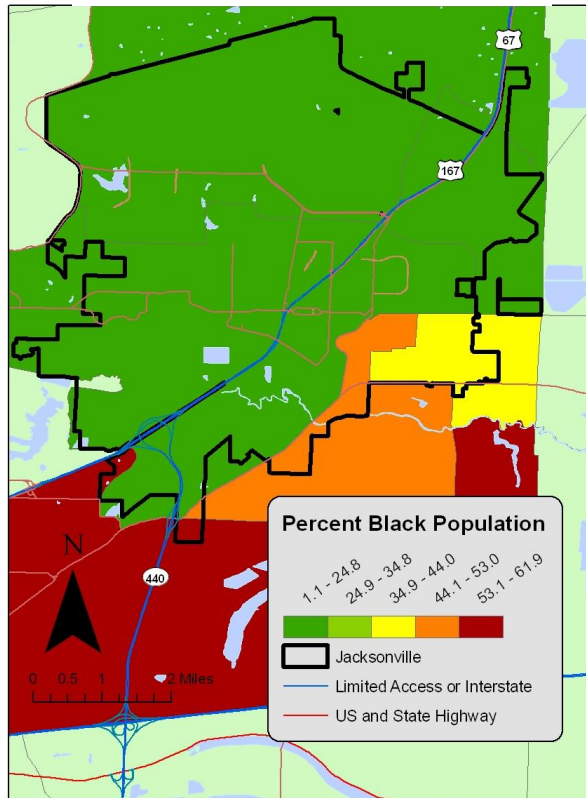 67
167
440
N
0 0.5 1 2 Miles
Percent Black Population
1.1 - 24.8
24.9 - 34.8
34.9 - 44.0
44.1 - 53.0
53.1 - 61.9
Jacksonville
Limited Access or Interstate
US and State Highway